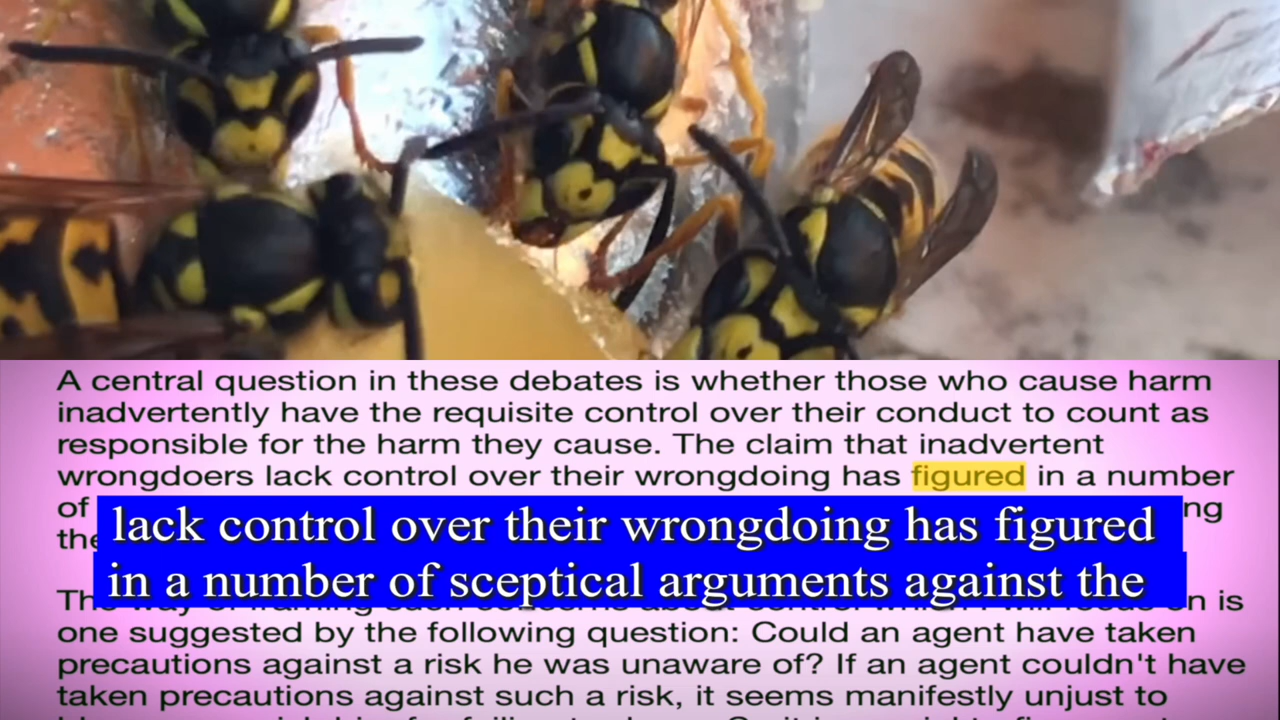 A central question in these debates is whether those who cause harm
inadvertently have the requisite control over their conduct to count as
responsible for the harm they cause. The claim that inadvertent
wrongdoers lack control over their wrongdoing has figured in a number
of
lack control over their wrongdoing has figured
in a number of sceptical arguments against the
one suggested by the following question: Could an agent have taken
precautions against a risk he was unaware of? If an agent couldn't have
taken precautions against such a risk, it seems manifestly unjust to